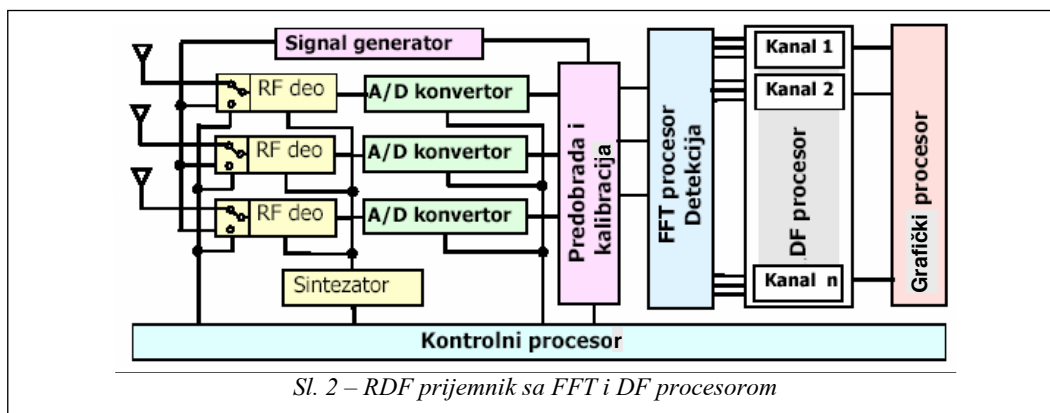 Signal generator
RF deo
A/D konvertor
RF deo
A/D konvertor
RF deo
A/D konvertor
Sintezator
Predobrada i
kalibracija
FFT procesor
Detekcija
Kanal 1
Kanal 2
DF procesor
Kanal n
Grafički procesor
Kontrolni procesor
Sl. 2 – RDF prijemnik sa FFT i DF procesorom